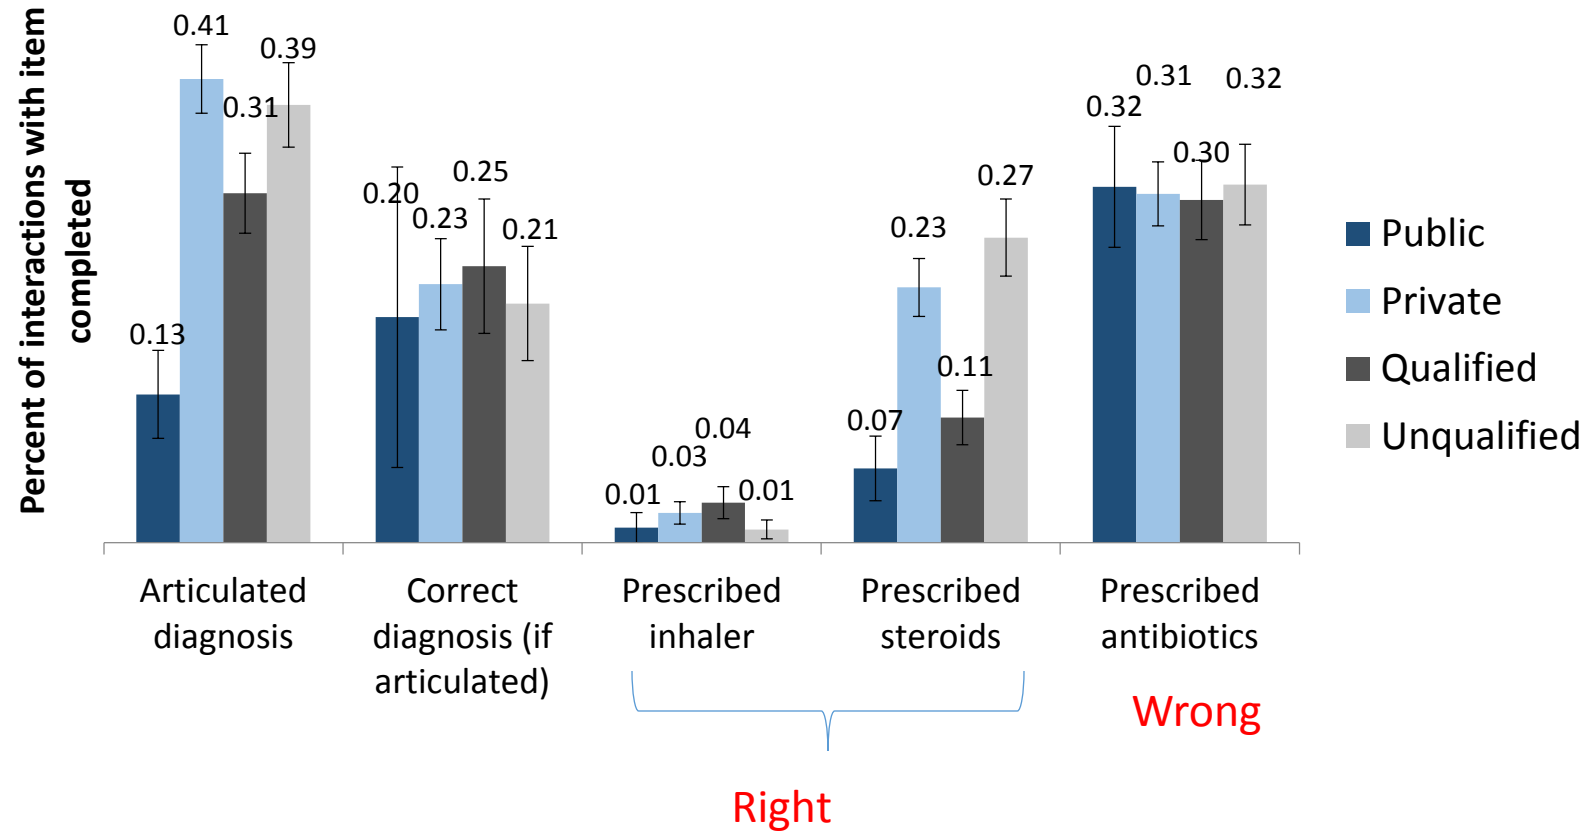 Percent of interactions with item
completed
0.13
0.41
0.31
0.39
0.20
0.23
0.25
0.21
0.01
0.03
0.04
0.01
0.07
0.23
0.11
0.27
0.32
0.31
0.30
0.32
Public
Private
Qualified
Unqualified
Articulated
diagnosis
Correct
diagnosis (if
articulated)
Prescribed
inhaler
Prescribed
steroids
Prescribed
antibiotics
Wrong
Right